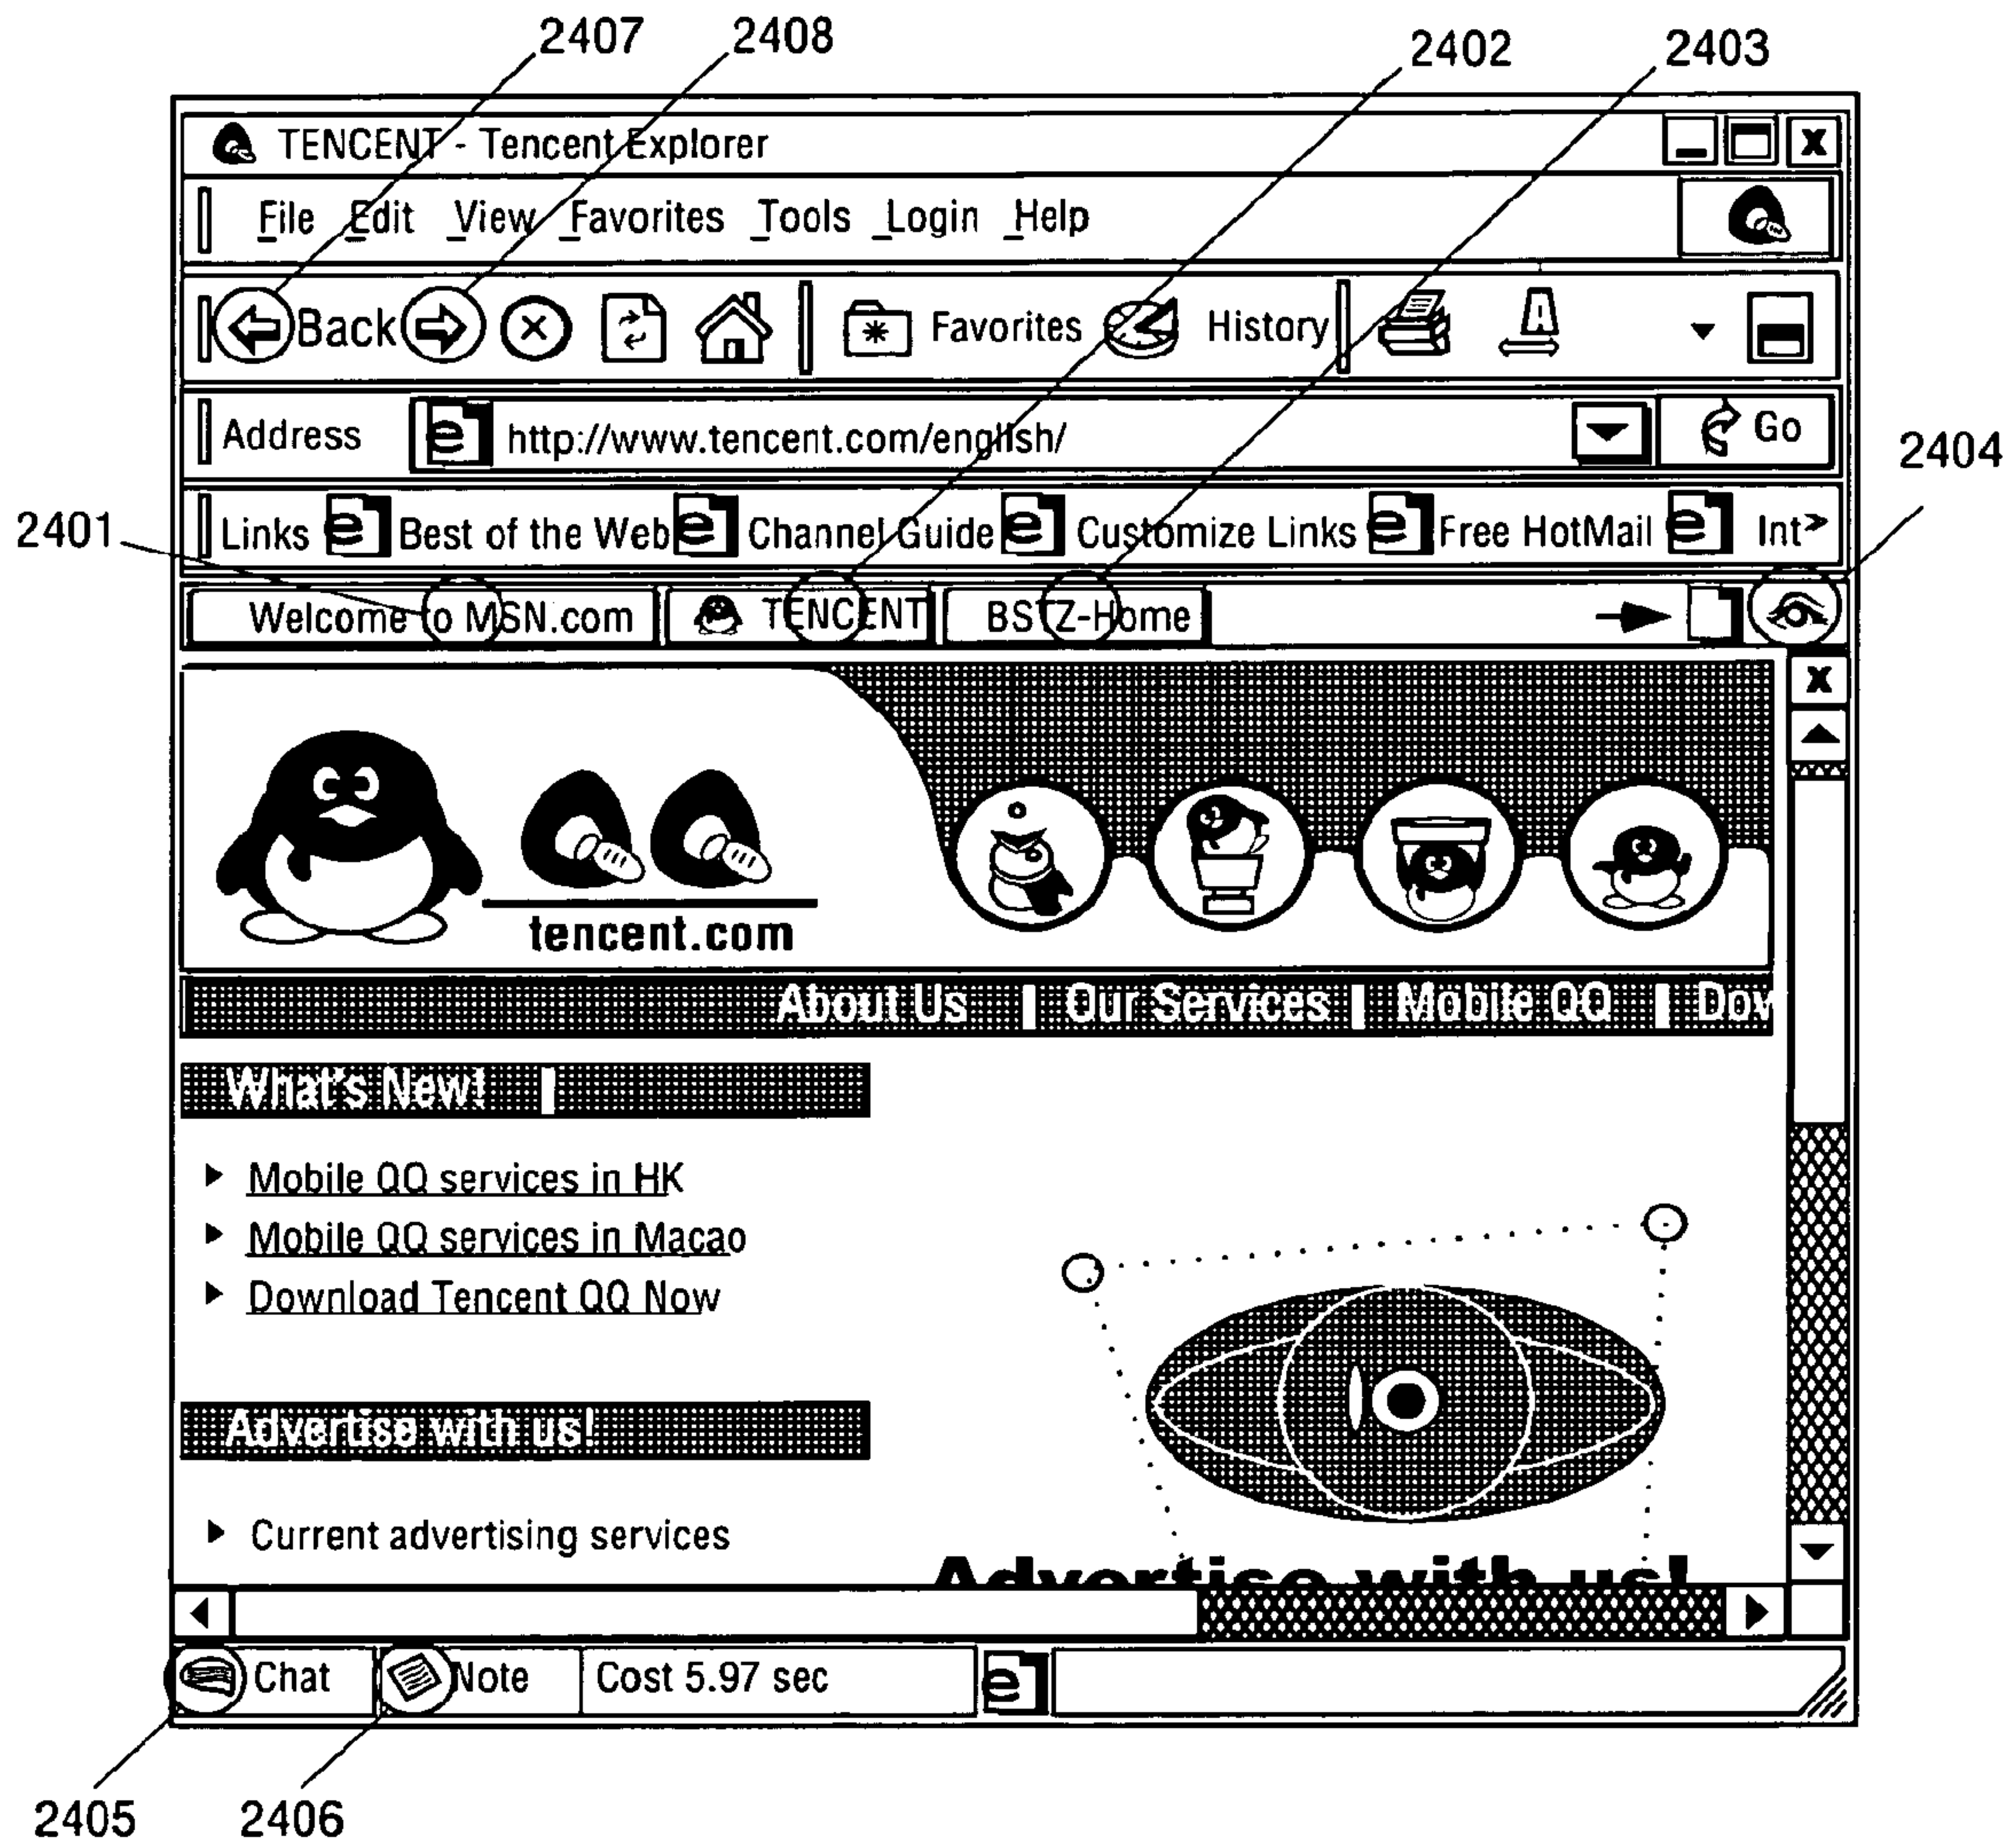 2407 2408 2402 2403
TENCENT - Tencent Explorer
File Edit View Favorites Tools Login Help
Back Favorites History
Address http://www.tencent.com/english/ Go
2404
Links Best of the Web Channel Guide Customize Links Free HotMail Int>
2401
Welcome to MSN.com TENCENT BSTZ-Home
tencent.com
About Us Our Services Mobile QQ Dow
What's New!
Mobile QQ services in HK
Mobile QQ services in Macao
Download Tencent QQ Now
Advertise with us!
Current advertising services
Advertise with us!
Chat Note Cost 5.97 sec
2405 2406